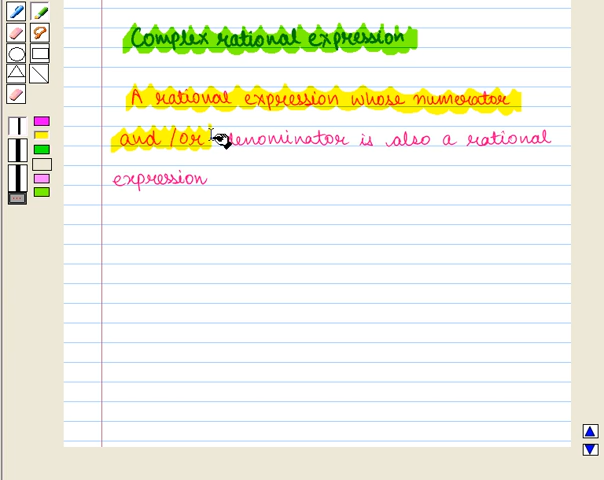 Complex rational expression
A rational expression whose numerator
and / or denominator is also a rational
expression